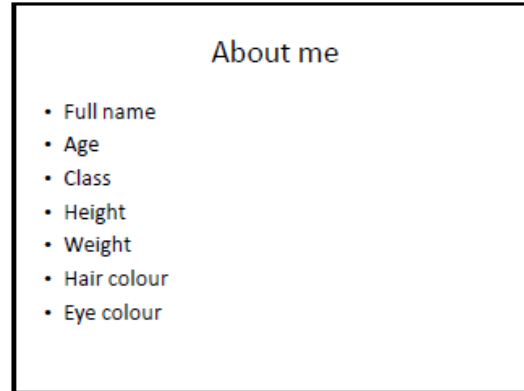 About me
• Full name
• Age
• Class
• Height
• Weight
• Hair colour
• Eye colour